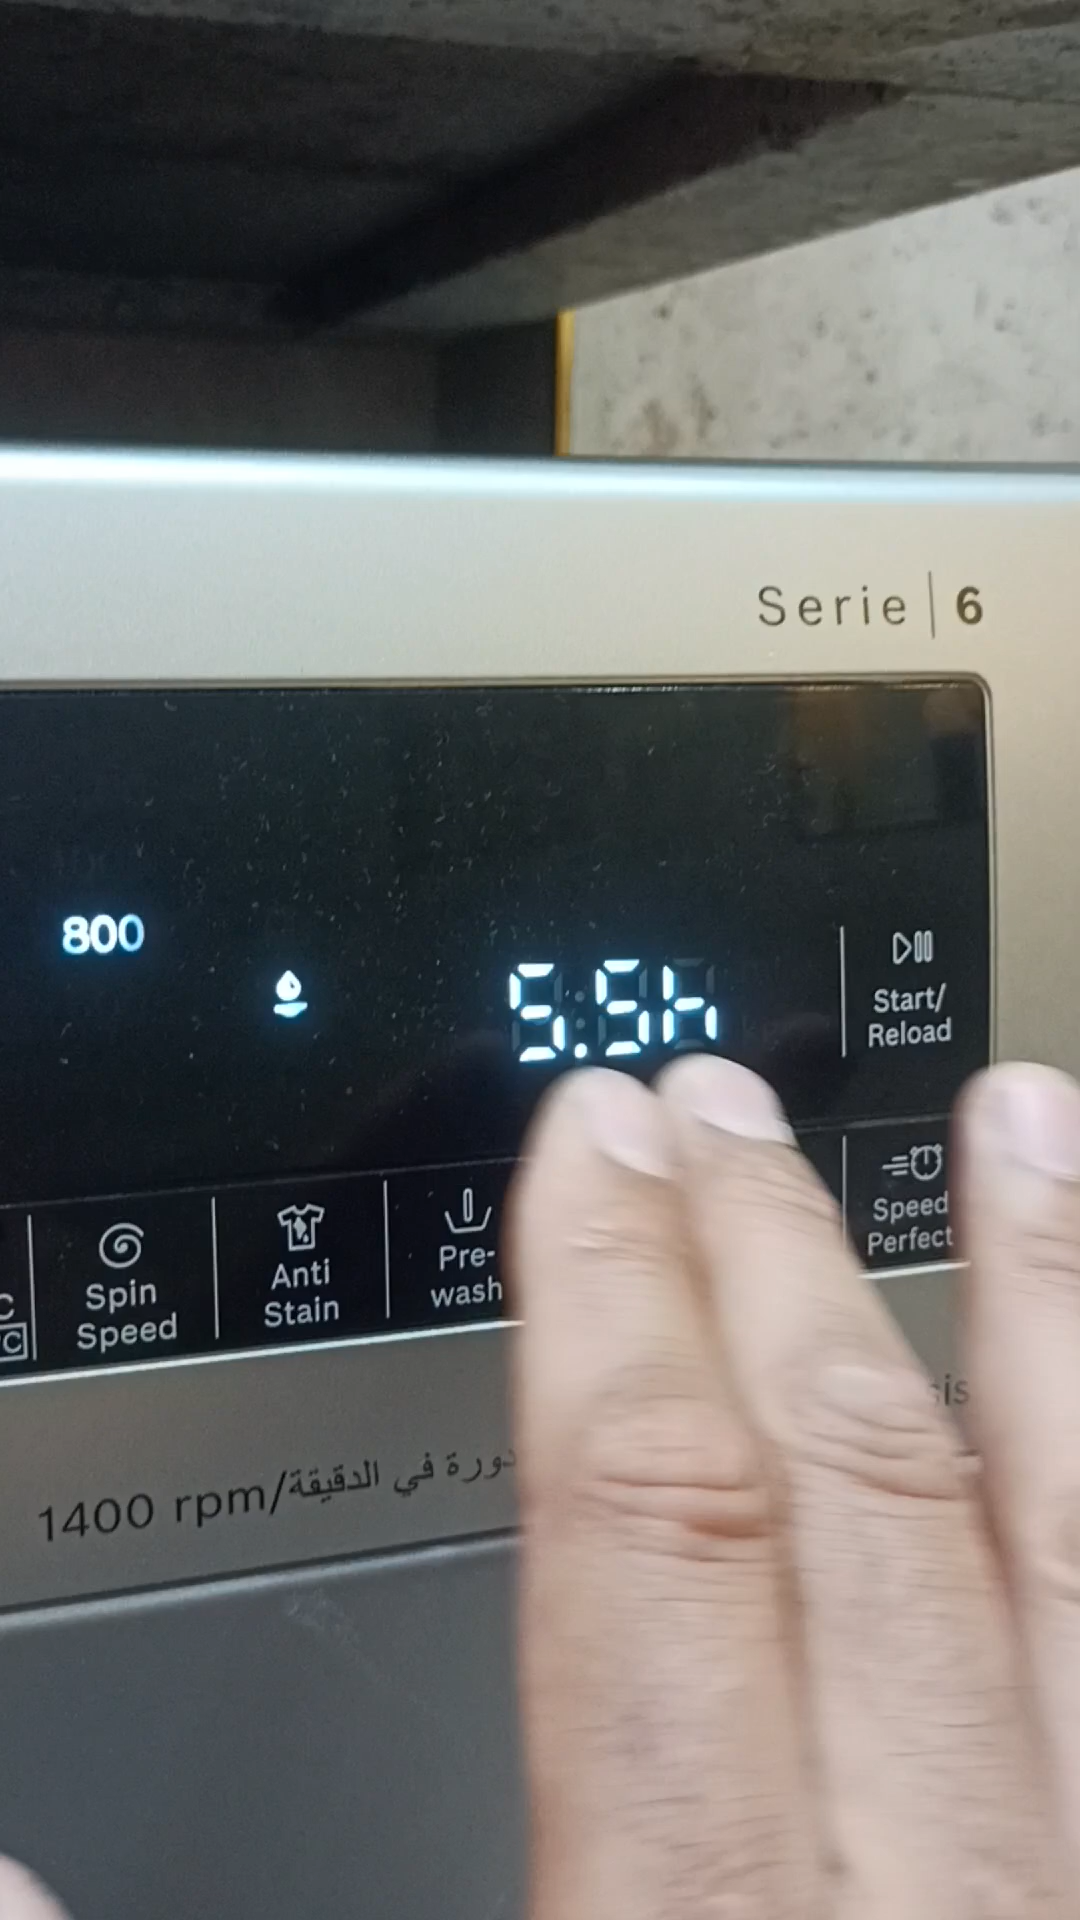 Serie | 6
800
5.5h
Start/
Reload
Speed
Perfect
C
C
Spin
Speed
Anti
Stain
Pre-
wash
1400 rpm/دورة في الدقيقة